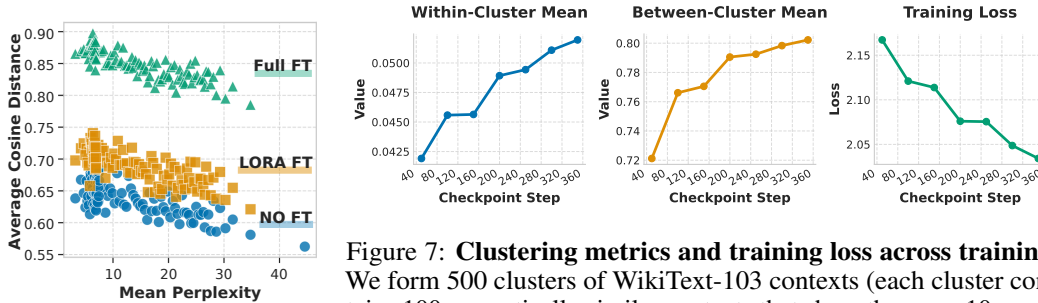 Average Cosine Distance
0.90
0.85
0.80
0.75
0.70
0.65
0.60
0.55
Full FT
LORA FT
NO FT
10 20 30 40
Mean Perplexity
Within-Cluster Mean
Value
0.0500
0.0475
0.0450
0.0425
40 80 120 160 200 240 280 320 360
Checkpoint Step
Between-Cluster Mean
Value
0.80
0.78
0.76
0.74
0.72
40 80 120 160 200 240 280 320 360
Checkpoint Step
Training Loss
Loss
2.15
2.10
2.05
40 80 120 160 200 240 280 320 360
Checkpoint Step
Figure 7: Clustering metrics and training loss across trainin
We form 500 clusters of WikiText-103 contexts (each cluster co